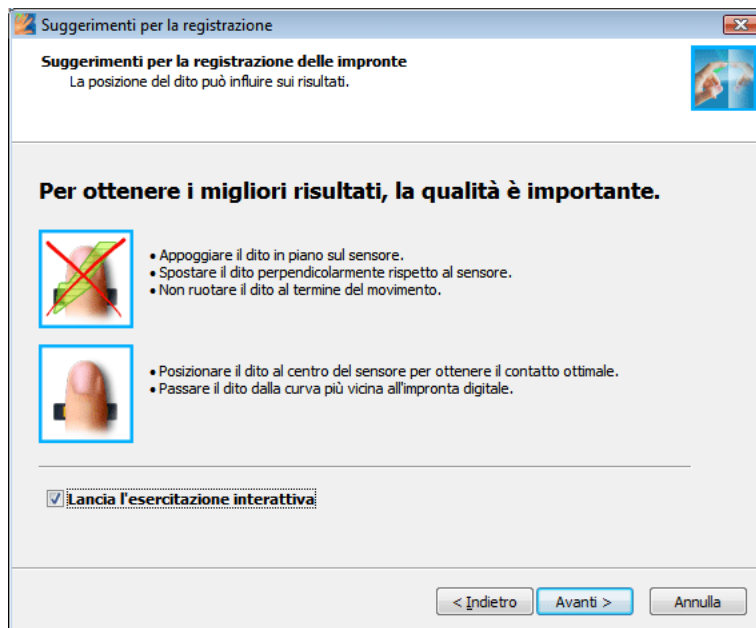 Suggerimenti per la registrazione
Suggerimenti per la registrazione delle impronte
La posizione del dito può influire sui risultati.
Per ottenere i migliori risultati, la qualità è importante.
• Appoggiare il dito in piano sul sensore.
• Spostare il dito perpendicolarmente rispetto al sensore.
• Non ruotare il dito al termine del movimento.
• Posizionare il dito al centro del sensore per ottenere il contatto ottimale.
• Passare il dito dalla curva più vicina all'impronta digitale.
Lancia l'esercitazione interattiva
< Indietro
Avanti >
Annulla